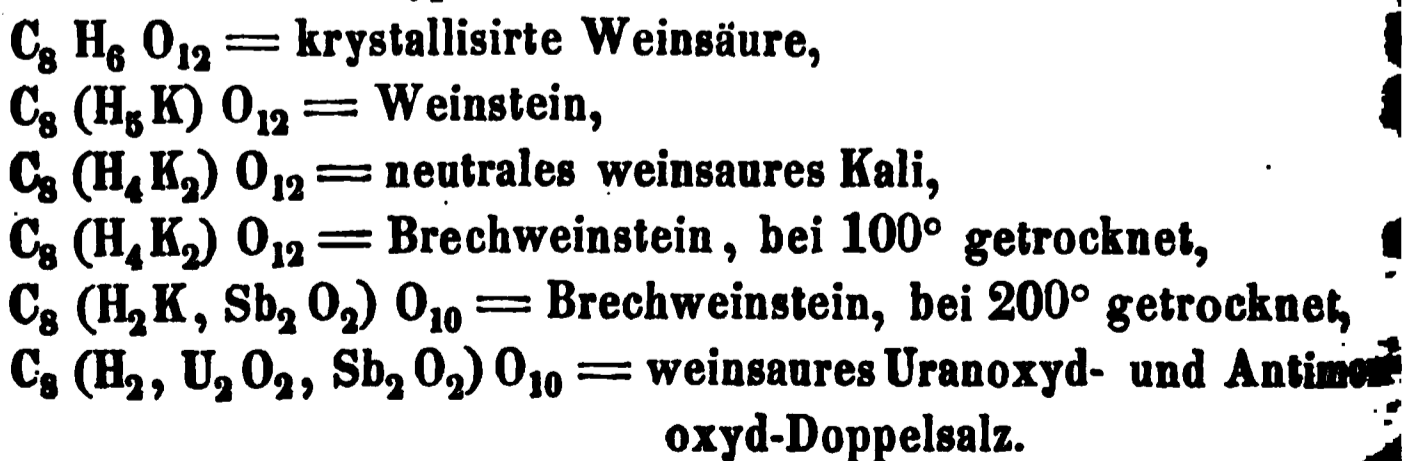 C₈ H₆ O₁₂ = krystallisirte Weinsäure,
C₈ (H₅ K) O₁₂ = Weinstein,
C₈ (H₄ K₂) O₁₂ = neutrales weinsaures Kali,
C₈ (H₄ K₂) O₁₂ = Brechweinstein, bei 100° getrocknet,
C₈ (H₂ K, Sb₂ O₂) O₁₀ = Brechweinstein, bei 200° getrocknet,
C₈ (H₂, U₂ O₂, Sb₂ O₂) O₁₀ = weinsaures Uranoxyd- und Antimon
oxyd-Doppelsalz.